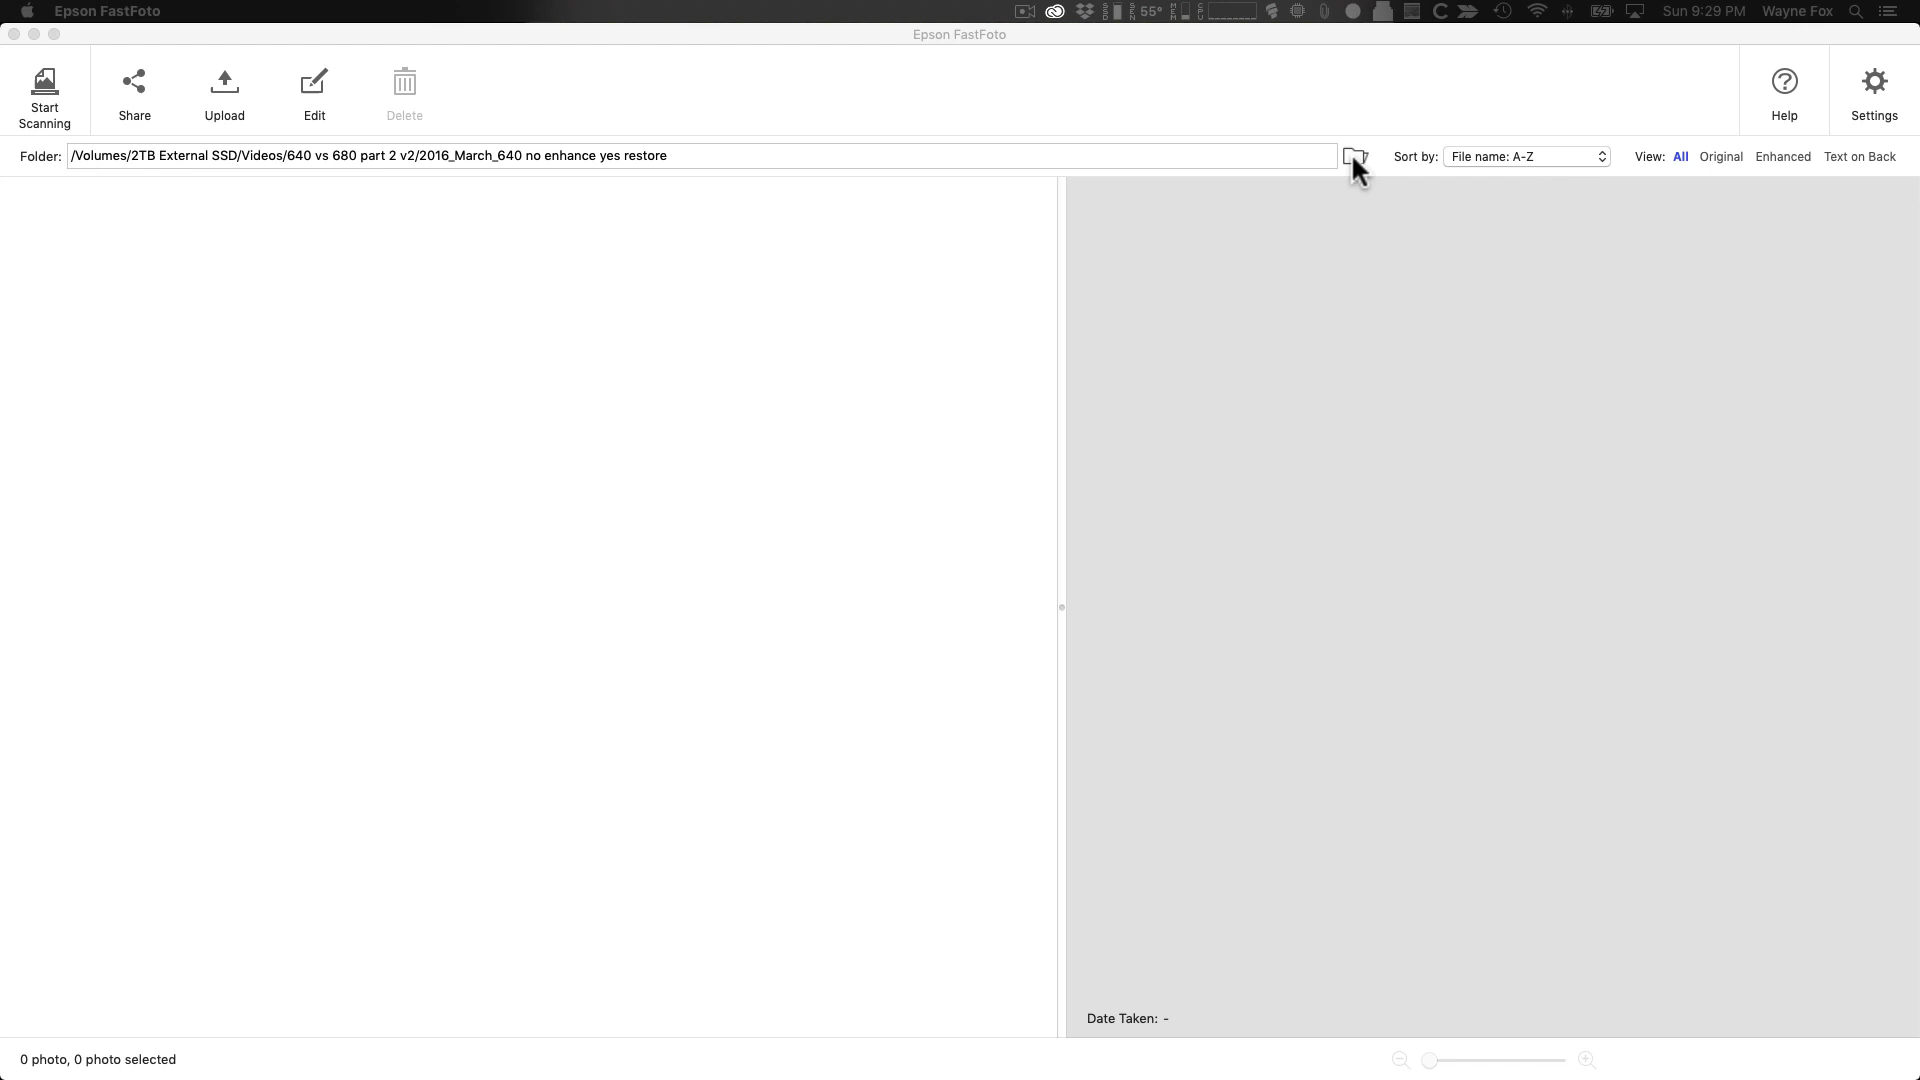 Epson FastFoto
55°
Sun 9:29 PM
Wayne Fox
Epson FastFoto
Start
Scanning
Share
Upload
Edit
Delete
Help
Settings
Folder: /Volumes/2TB External SSD/Videos/640 vs 680 part 2 v2/2016_March_640 no enhance yes restore
Sort by: File name: A-Z
View: All Original Enhanced Text on Back
Date Taken: -
0 photo, 0 photo selected